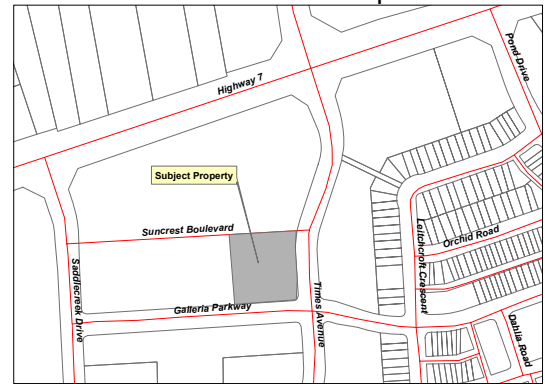 Pond Drive
Highway 7
Subject Property
Suncrest Boulevard
Orchid Road
Leitchcroft Crescent
Saddlecreek Drive
Times Avenue
Galleria Parkway
Dahlia Road